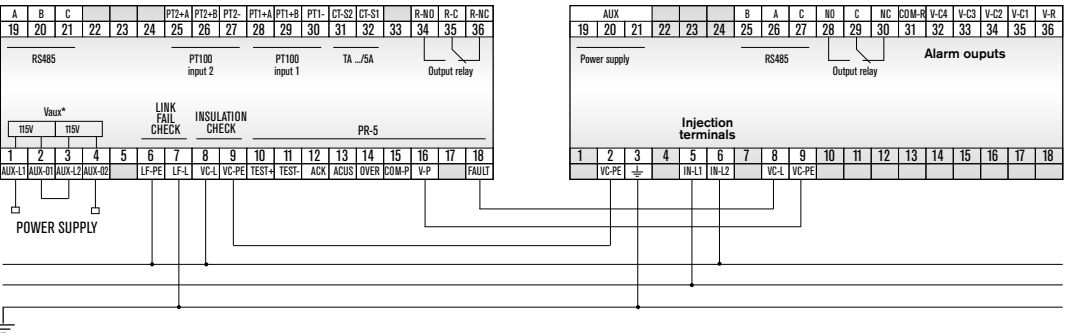 A B C PT2+A PT2+B PT2- PT1+A PT1+B PT1- CT-S2 CT-S1 R-NO R-C R-NC
19 20 21 22 23 24 25 26 27 28 29 30 31 32 33 34 35 36
RS485 PT100 input 2 PT100 input 1 TA .../5A Output relay
Vaux* LINK FAIL CHECK INSULATION CHECK PR-5
115V 115V
1 2 3 4 5 6 7 8 9 10 11 12 13 14 15 16 17 18
AUX-L1 AUX-01 AUX-L2 AUX-02 LF-PE LF-L VC-L VC-PE TEST+ TEST- ACK ACUS OVER COM-P V-P FAULT
POWER SUPPLY
AUX B A C NO C NC COM-R V-C4 V-C3 V-C2 V-C1 V-R
19 20 21 22 23 24 25 26 27 28 29 30 31 32 33 34 35 36
Power supply RS485 Output relay Alarm ouputs
Injection
terminals
1 2 3 4 5 6 7 8 9 10 11 12 13 14 15 16 17 18
VC-PE IN-L1 IN-L2 VC-L VC-PE